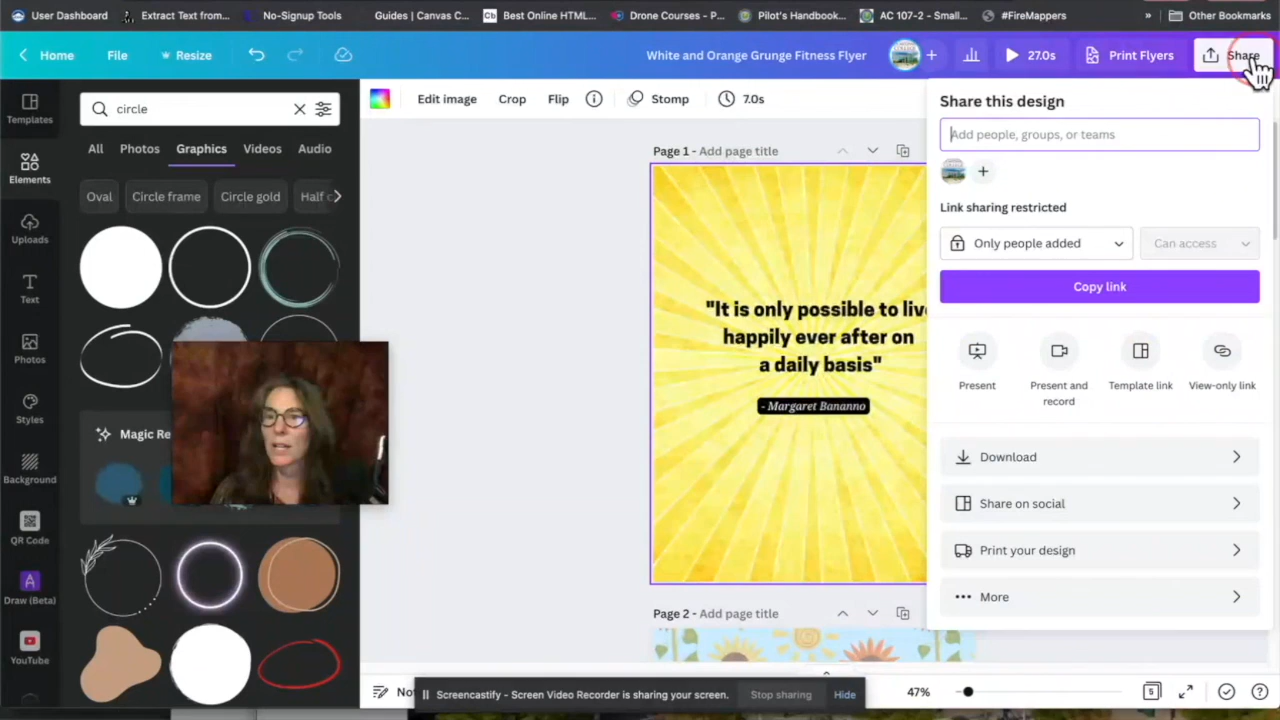 User Dashboard
Extract Text from...
No-Signup Tools
Guides | Canvas C...
Cb
Best Online HTML...
Drone Courses - P...
Pilot's Handbook...
AC 107-2 - Small...
#FireMappers
»
Other Bookmarks
Home
File
Resize
White and Orange Grunge Fitness Flyer
27.0s
Print Flyers
Share
Templates
Elements
Uploads
Text
Photos
Styles
Background
QR Code
Draw (Beta)
YouTube
circle
All
Photos
Graphics
Videos
Audio
Oval
Circle frame
Circle gold
Half c
Magic Re
Edit image
Crop
Flip
Stomp
7.0s
Page 1 - Add page title
"It is only possible to live
happily ever after on
a daily basis"
- Margaret Bananno
Page 2 - Add page title
Share this design
Add people, groups, or teams
Link sharing restricted
Only people added
Can access
Copy link
Present
Present and
record
Template link
View-only link
Download
Share on social
Print your design
More
Not
Screencastify - Screen Video Recorder is sharing your screen.
Stop sharing
Hide
47%
5